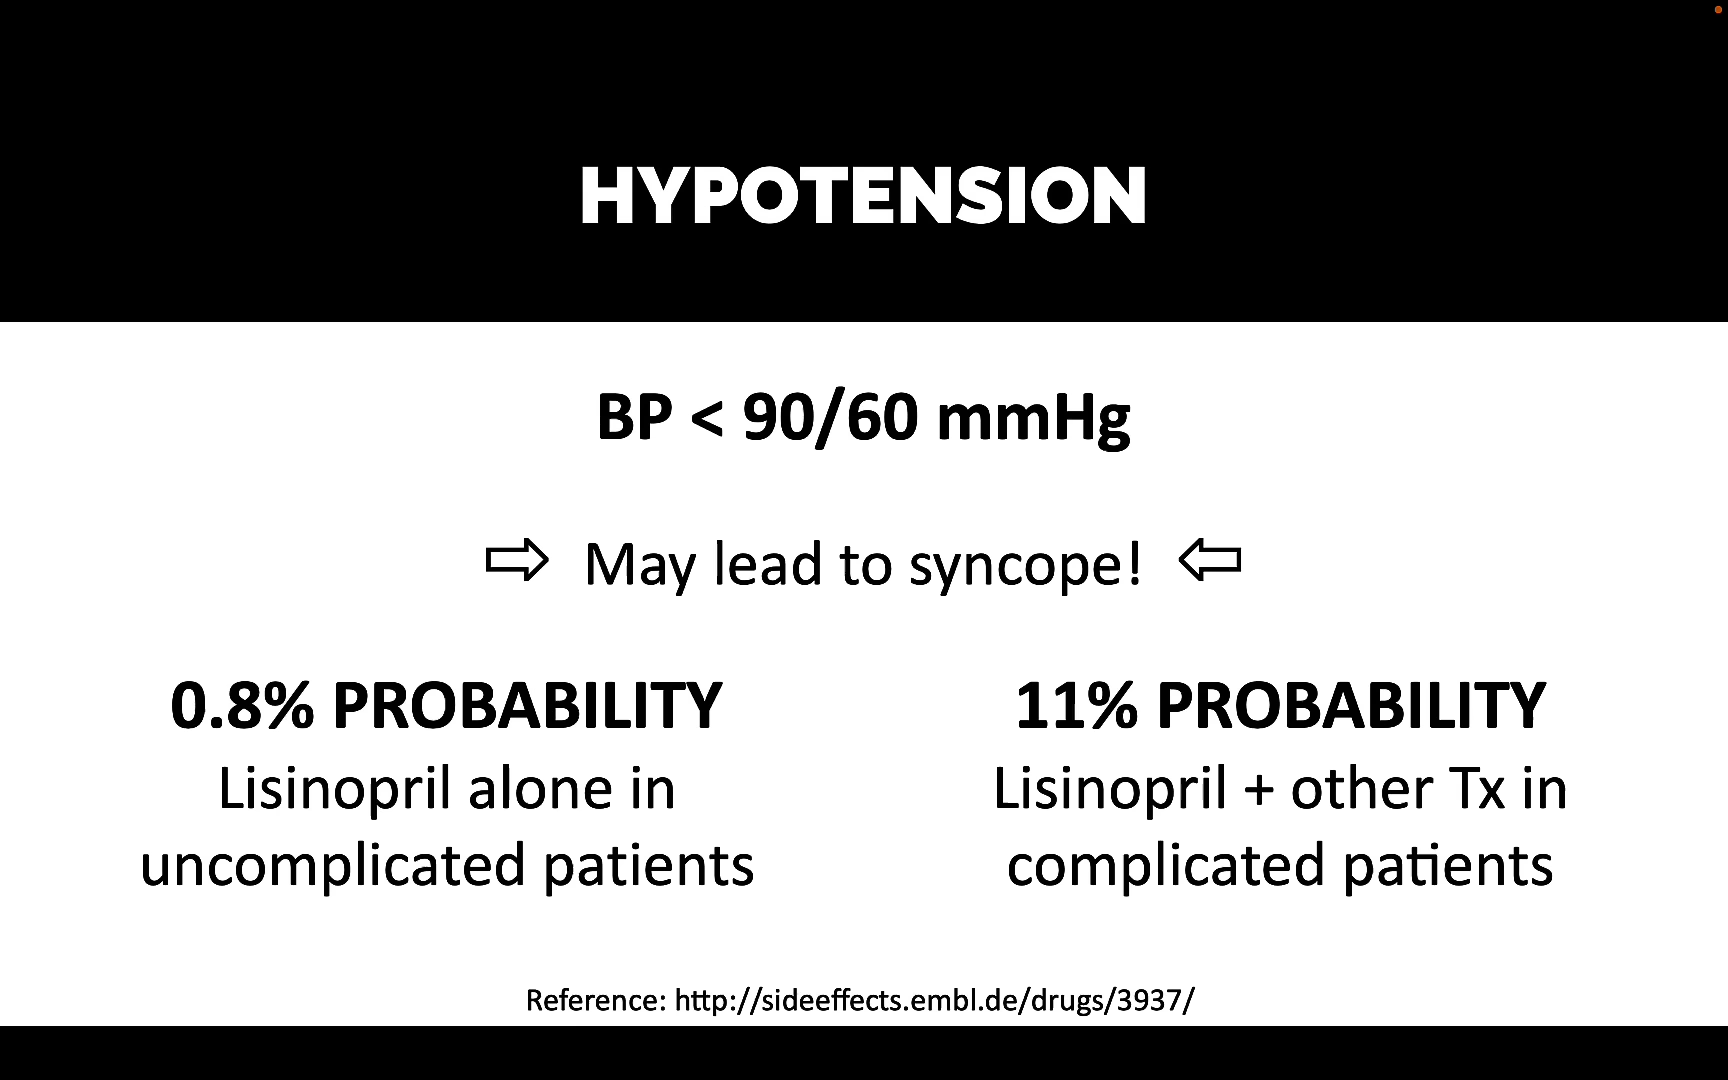 HYPOTENSION
BP < 90/60 mmHg
⇨ May lead to syncope! ⇦
0.8% PROBABILITY
Lisinopril alone in
uncomplicated patients
11% PROBABILITY
Lisinopril + other Tx in
complicated patients
Reference: http://sideeffects.embl.de/drugs/3937/